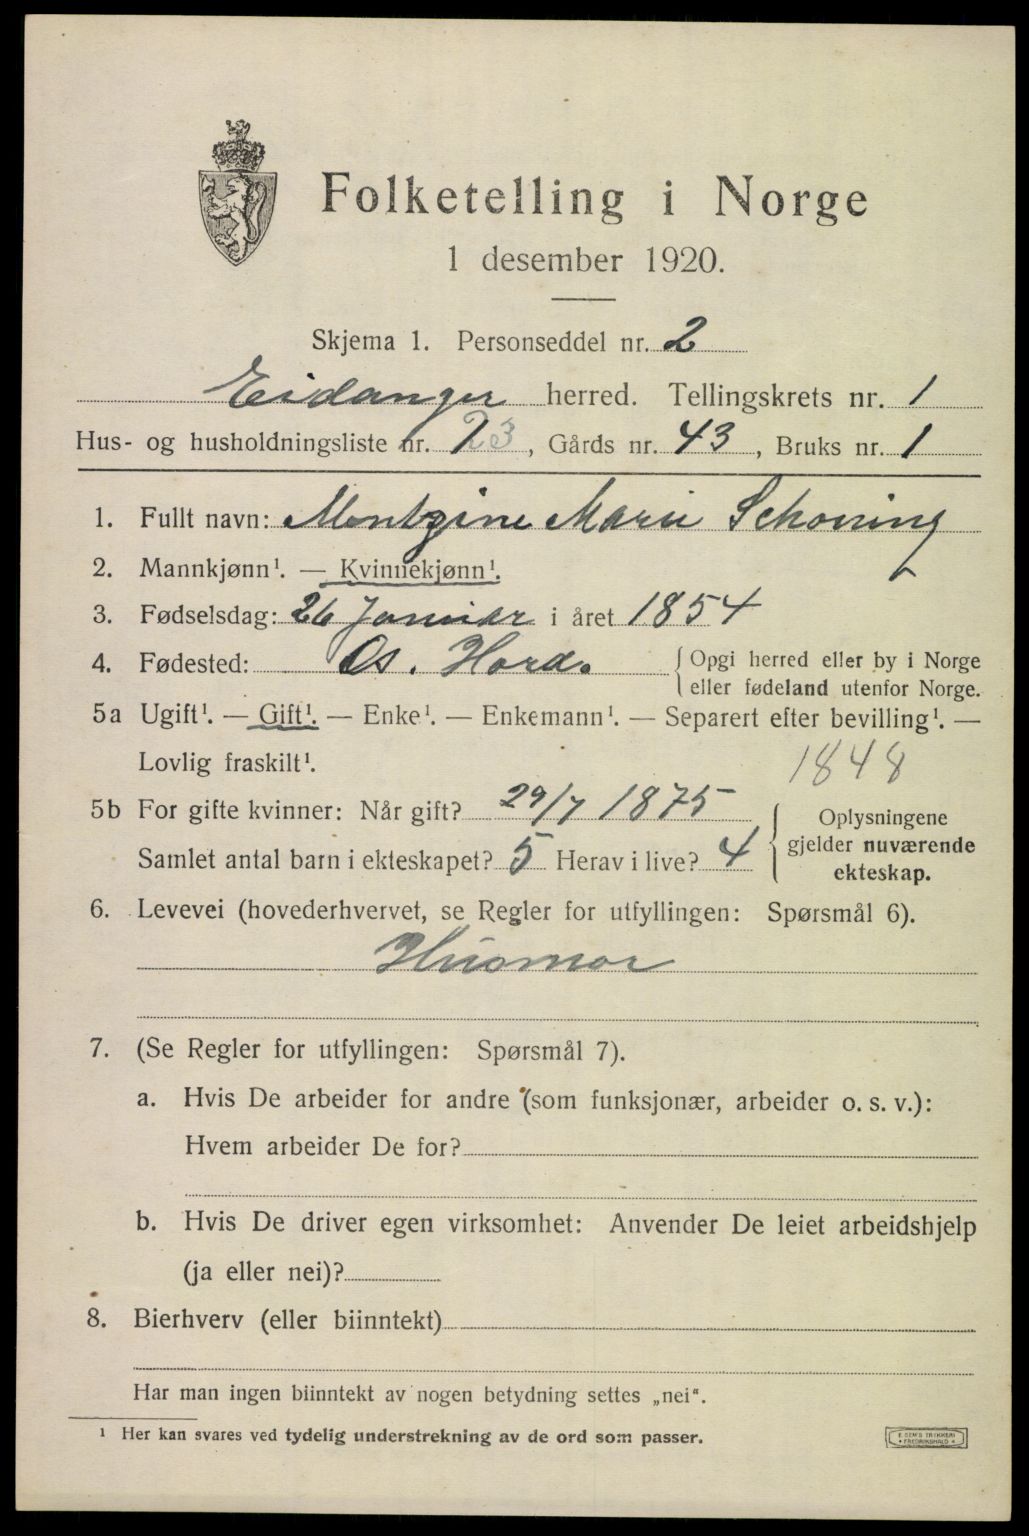 Folketelling i Norge
1 desember 1920.
Skjema 1. Personseddel nr. 2
Eidanger herred. Tellingskrets nr. 1
Hus- og husholdningsliste nr. 23, Gårds nr. 43, Bruks nr. 1
1. Fullt navn: Montzine Marie Schoning
2. Mannkjønn¹. — Kvinnekjønn¹.
3. Fødselsdag: 26 Januar i året 1854
4. Fødested: Os. Hord. {Opgi herred eller by i Norge
eller fødeland utenfor Norge.
5a Ugift¹. — Gift¹. — Enke¹. — Enkemann¹. — Separert efter bevilling¹. —
Lovlig fraskilt¹.
1848
5b For gifte kvinner: Når gift? 29/7 1875
Samlet antal barn i ekteskapet? 5 Herav i live? 4
{Oplysningene
gjelder nuværende
ekteskap.
6. Levevei (hovederhvervet, se Regler for utfyllingen: Spørsmål 6).
Husmor
7. (Se Regler for utfyllingen: Spørsmål 7).
a. Hvis De arbeider for andre (som funksjonær, arbeider o. s. v.):
Hvem arbeider De for?
b. Hvis De driver egen virksomhet: Anvender De leiet arbeidshjelp
(ja eller nei)?
8. Bierhverv (eller biinntekt)
Har man ingen biinntekt av nogen betydning settes „nei“.
¹ Her kan svares ved tydelig understrekning av de ord som passer.
E. SEM'S TRYKKERI
FREDRIKSHALD